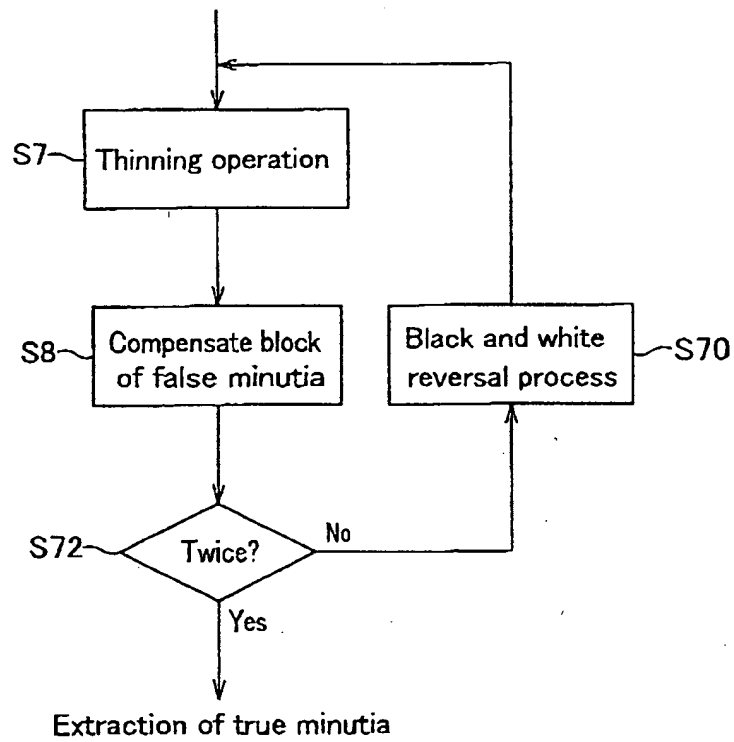 S7
Thinning operation
S8
Compensate block
of false minutia
Black and white
reversal process
S70
S72
Twice?
No
Yes
Extraction of true minutia